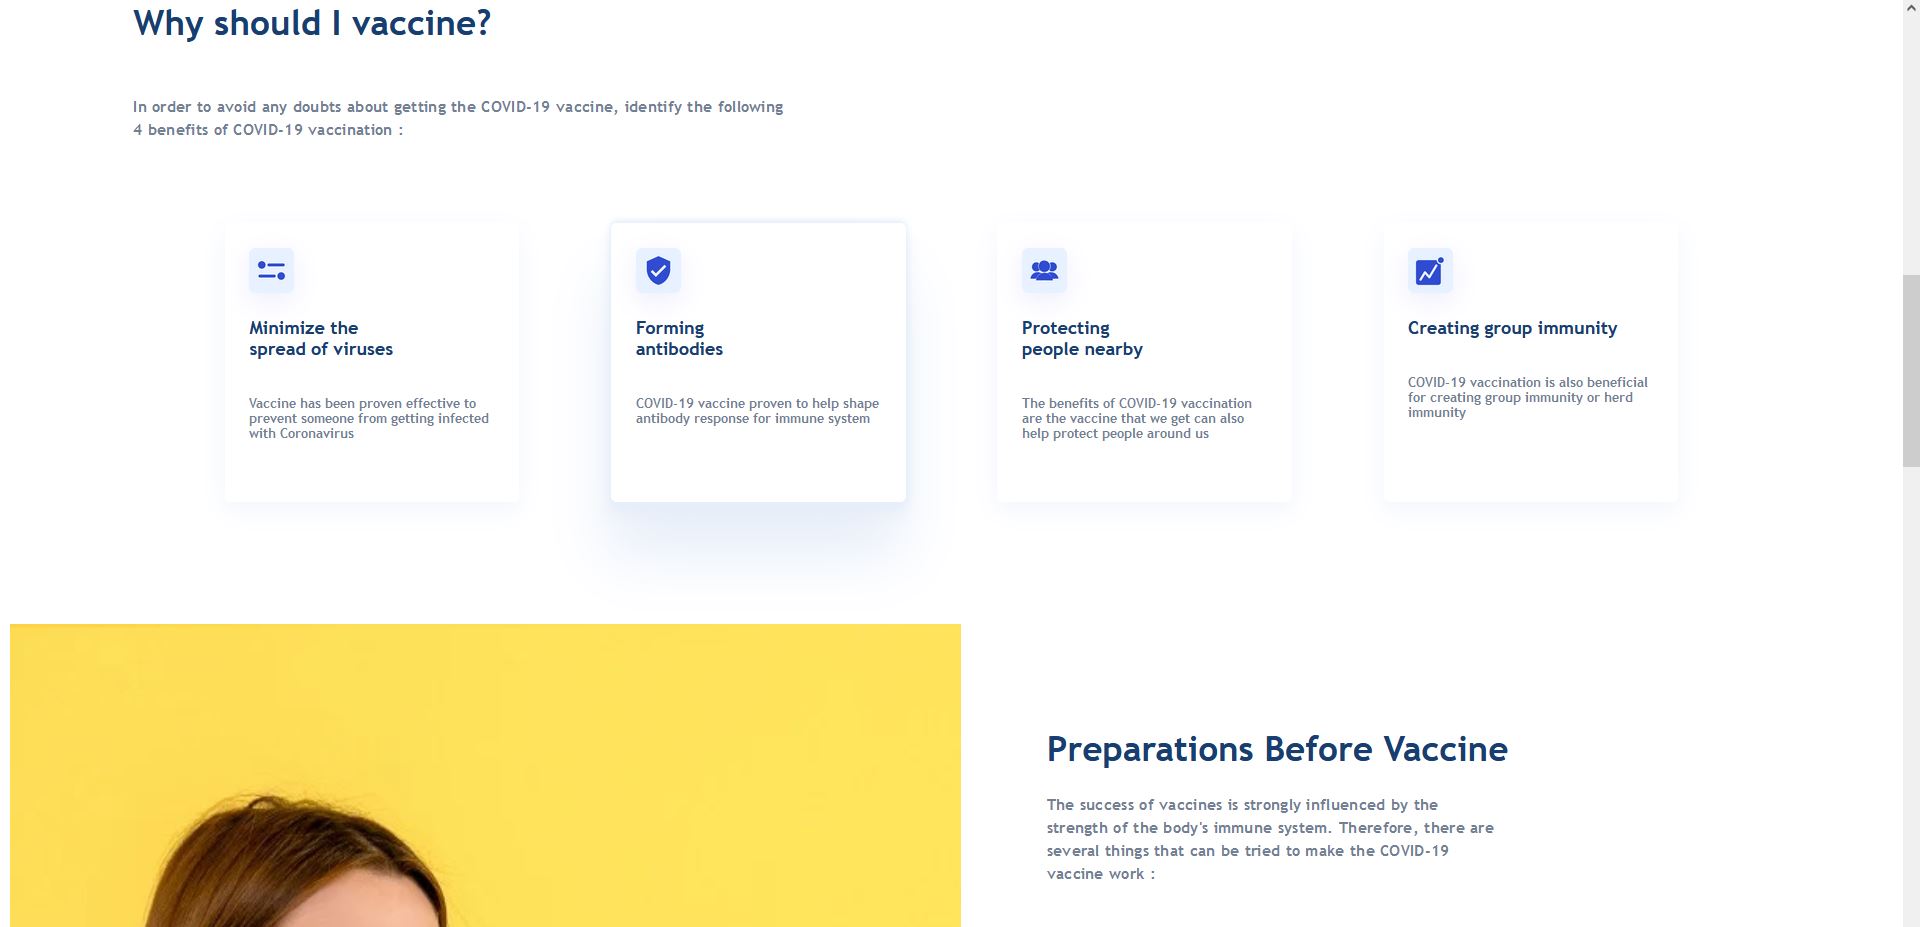 Why should I vaccine?
In order to avoid any doubts about getting the COVID-19 vaccine, identify the following
4 benefits of COVID-19 vaccination :
Minimize the
spread of viruses
Vaccine has been proven effective to
prevent someone from getting infected
with Coronavirus
Forming
antibodies
COVID-19 vaccine proven to help shape
antibody response for immune system
Protecting
people nearby
The benefits of COVID-19 vaccination
are the vaccine that we get can also
help protect people around us
Creating group immunity
COVID-19 vaccination is also beneficial
for creating group immunity or herd
immunity
Preparations Before Vaccine
The success of vaccines is strongly influenced by the
strength of the body's immune system. Therefore, there are
several things that can be tried to make the COVID-19
vaccine work :